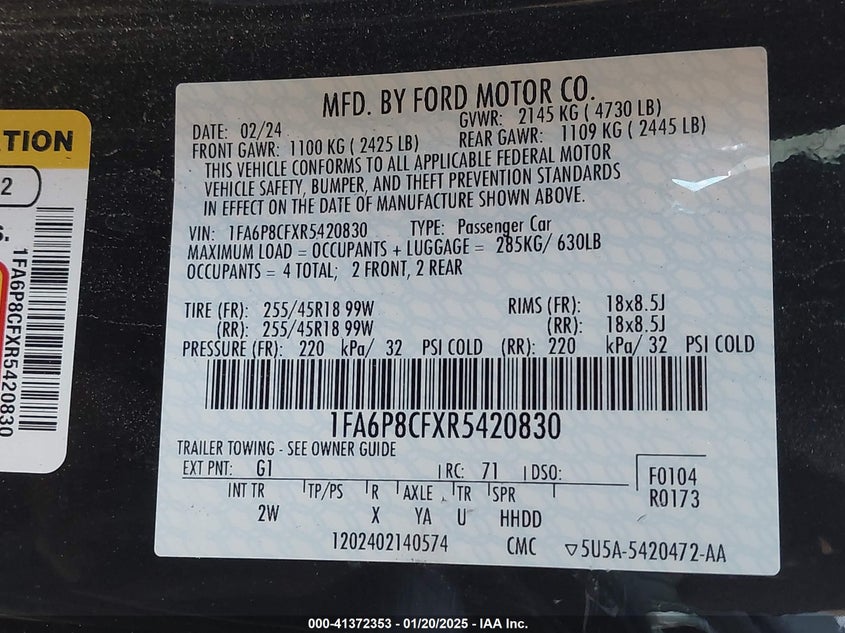 TION
2
S.
1FA6P8CFXR5420830
MFD. BY FORD MOTOR CO.
DATE: 02/24 GVWR: 2145 KG ( 4730 LB)
FRONT GAWR: 1100 KG ( 2425 LB) REAR GAWR: 1109 KG ( 2445 LB)
THIS VEHICLE CONFORMS TO ALL APPLICABLE FEDERAL MOTOR
VEHICLE SAFETY, BUMPER, AND THEFT PREVENTION STANDARDS
IN EFFECT ON THE DATE OF MANUFACTURE SHOWN ABOVE.
VIN: 1FA6P8CFXR5420830 TYPE: Passenger Car
MAXIMUM LOAD = OCCUPANTS + LUGGAGE = 285KG/ 630LB
OCCUPANTS = 4 TOTAL; 2 FRONT, 2 REAR
TIRE (FR): 255/45R18 99W RIMS (FR): 18x8.5J
(RR): 255/45R18 99W (RR): 18x8.5J
PRESSURE (FR): 220 kPa/ 32 PSI COLD (RR): 220 kPa/ 32 PSI COLD
1FA6P8CFXR5420830
TRAILER TOWING - SEE OWNER GUIDE
EXT PNT: G1 RC: 71 DSO: F0104
INT TR TP/PS R AXLE TR SPR R0173
2W X YA U HHDD
1202402140574 CMC ▽5U5A-5420472-AA
000-41372353 - 01/20/2025 - IAA Inc.